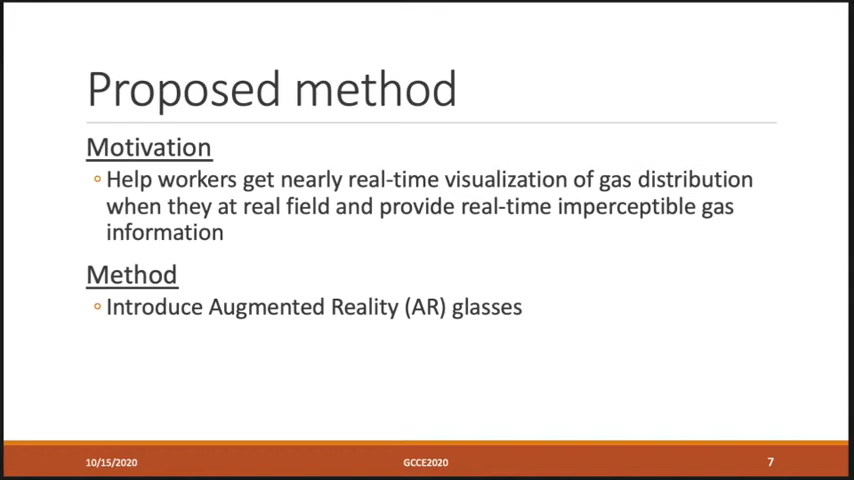 Proposed method
Motivation
Help workers get nearly real-time visualization of gas distribution
when they at real field and provide real-time imperceptible gas
information
Method
Introduce Augmented Reality (AR) glasses
10/15/2020
GCCE2020
7